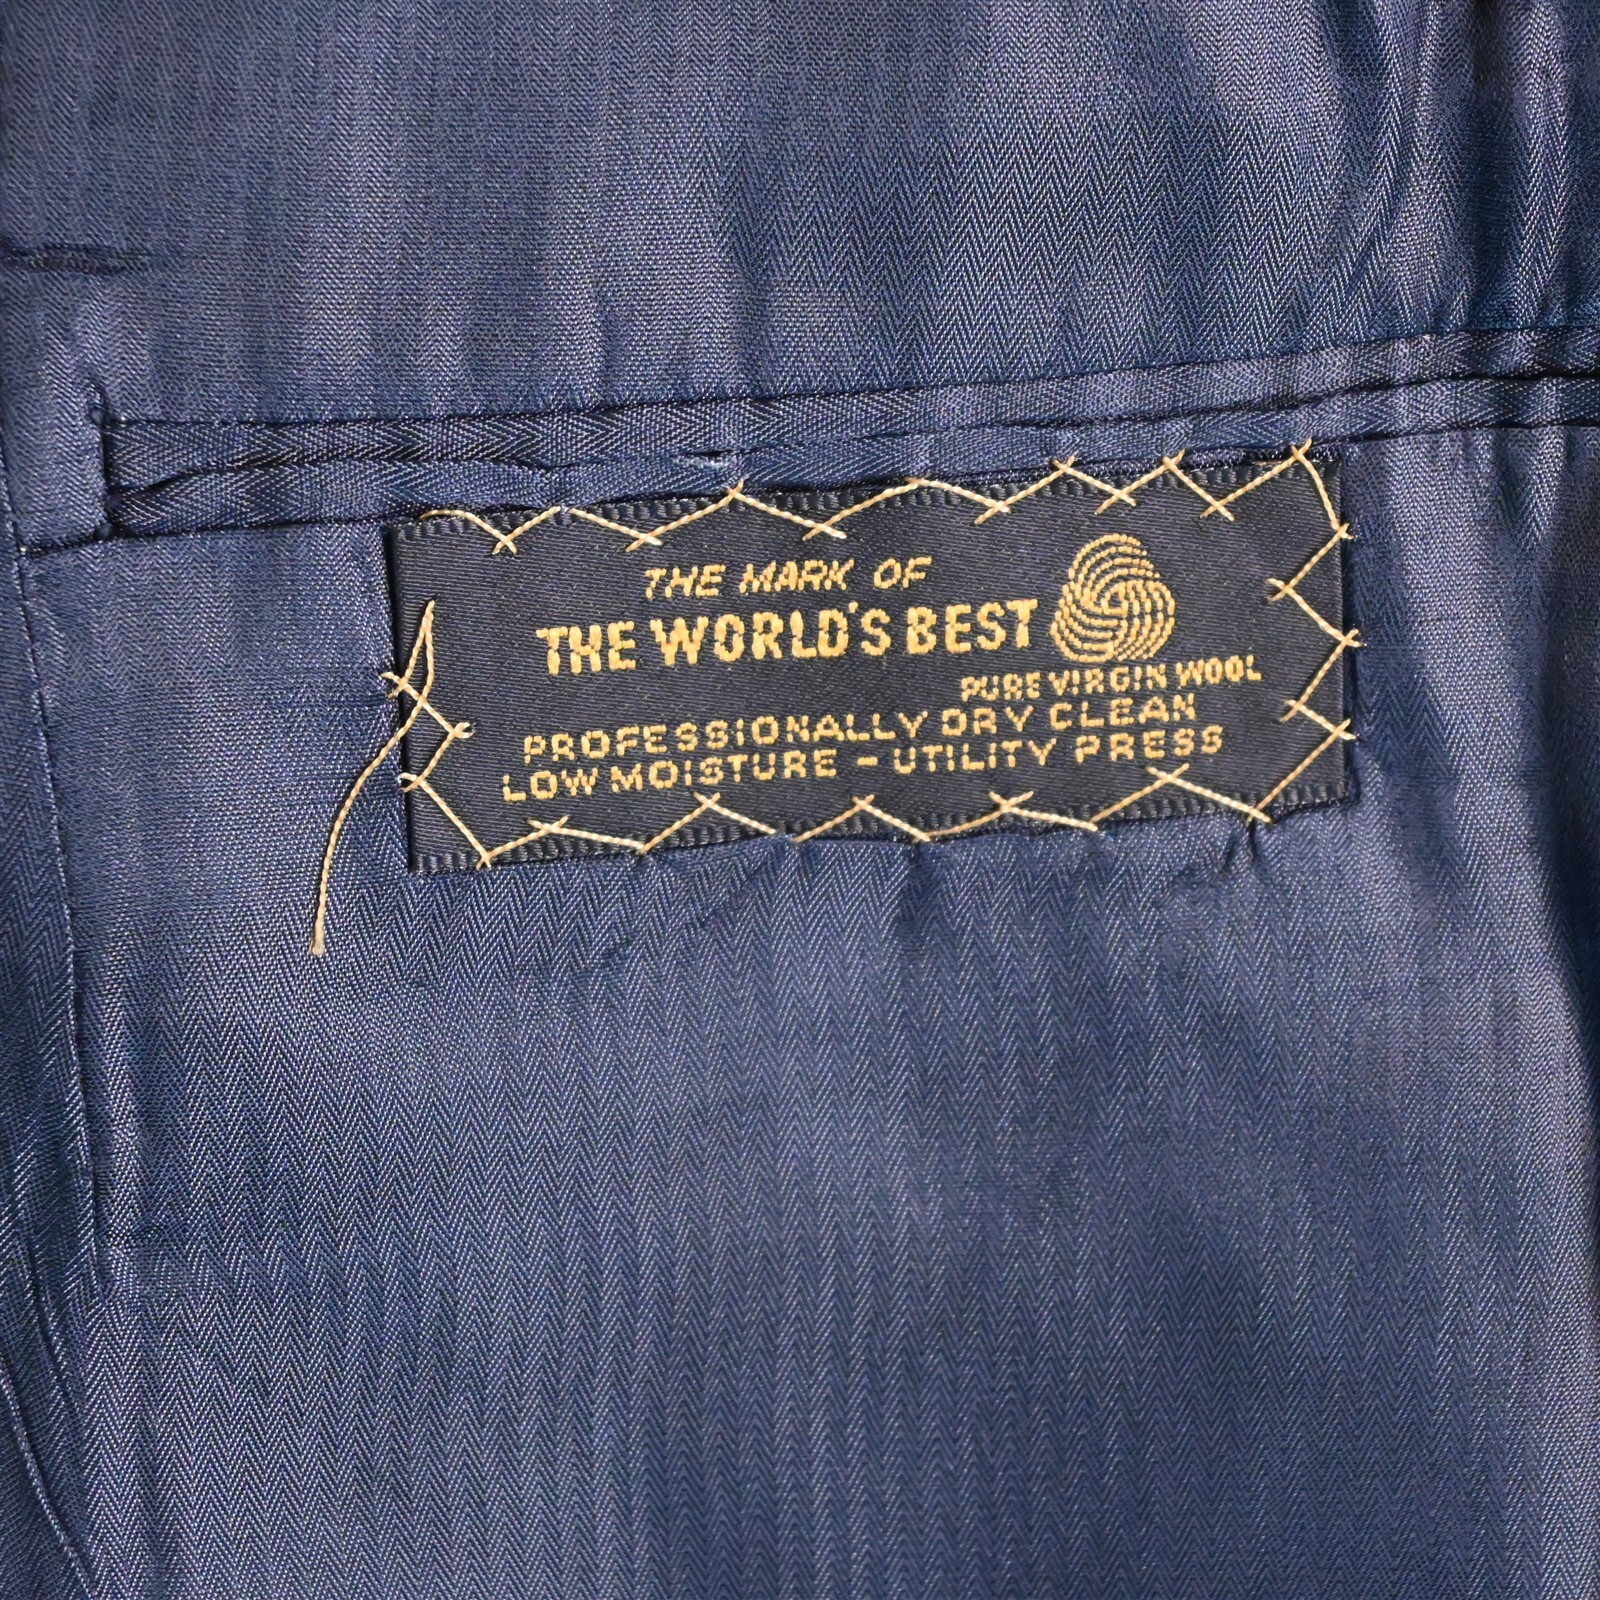 THE MARK OF
THE WORLD'S BEST
PURE VIRGIN WOOL
PROFESSIONALLY DRY CLEAN
LOW MOISTURE - UTILITY PRESS